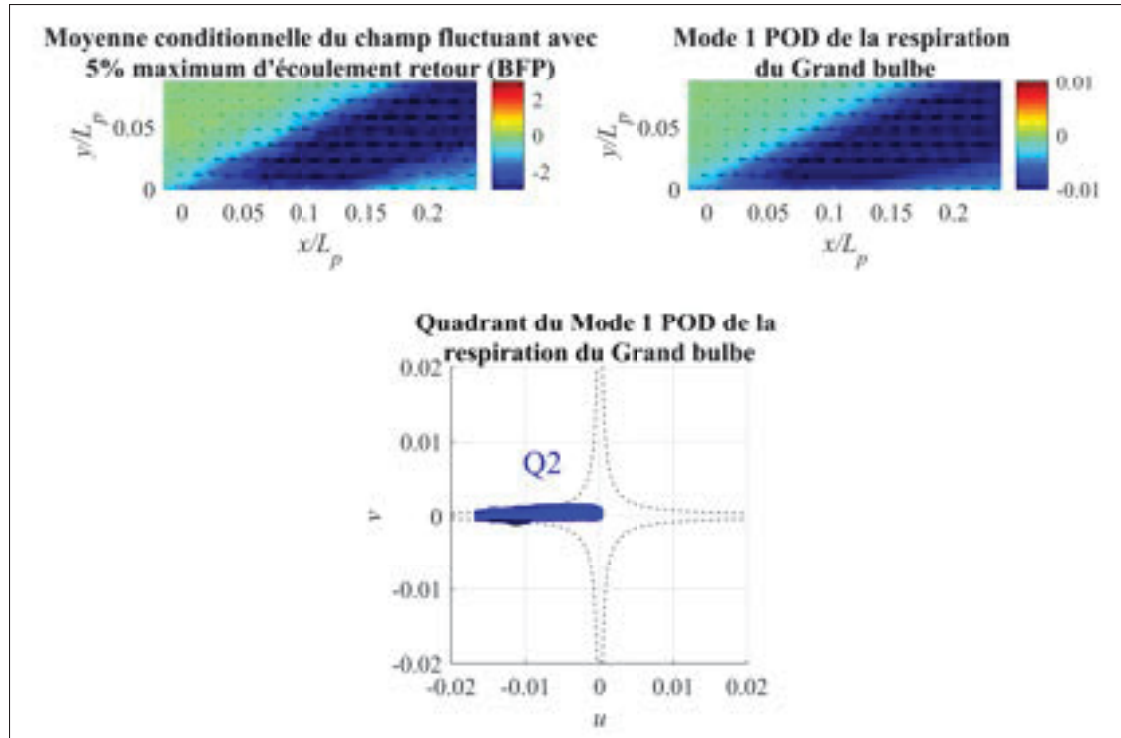 Moyenne conditionnelle du champ fluctuant avec
5% maximum d'écoulement retour (BFP)
y/L_p
0.05
0
0 0.05 0.1 0.15 0.2
x/L_p
2
0
-2
Mode 1 POD de la respiration
du Grand bulbe
y/L_p
0.05
0
0 0.05 0.1 0.15 0.2
x/L_p
0.01
0
-0.01
Quadrant du Mode 1 POD de la
respiration du Grand bulbe
0.02
0.01
0
-0.01
-0.02
v
Q2
-0.02 -0.01 0 0.01 0.02
u